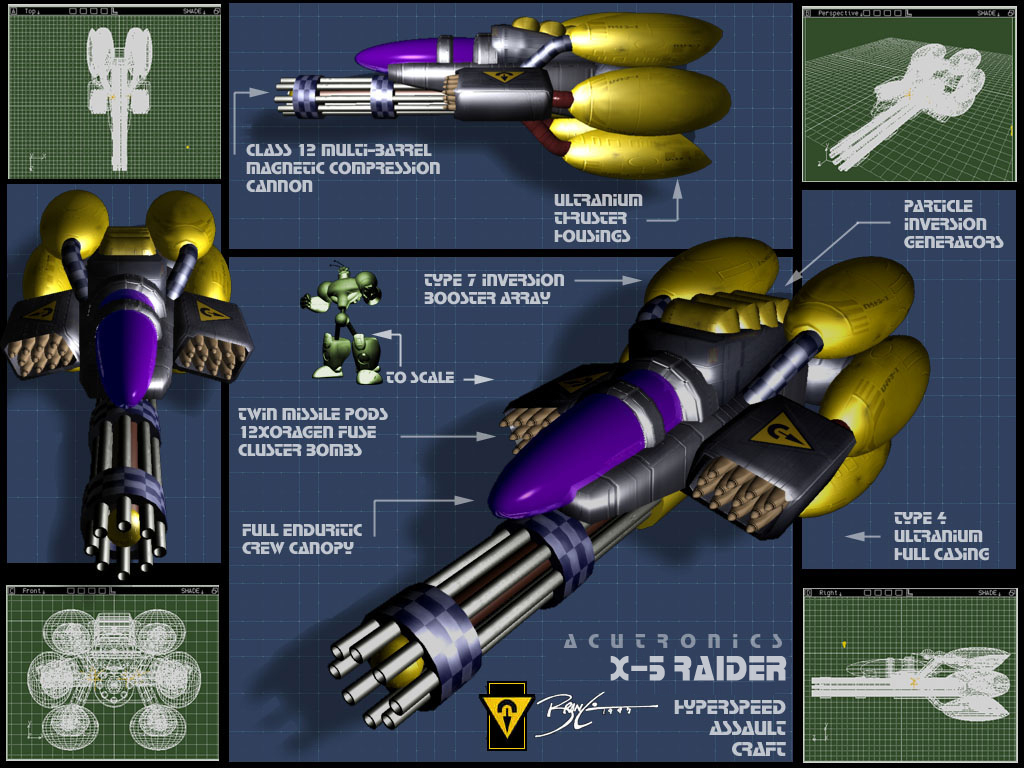 Top
SHADE
Perspective
SHADE
CLASS 12 MULTI-BARREL
MAGNETIC COMPRESSION
CANNON
ULTRANIUM
THRUSTER
HOUSINGS
PARTICLE
INVERSION
GENERATORS
TYPE 7 INVERSION
BOOSTER ARRAY
TO SCALE
TWIN MISSILE PODS
12XORAGEN FUSE
CLUSTER BOMBS
FULL ENDURITIC
CREW CANOPY
TYPE 4
ULTRANIUM
HULL CASING
Front
SHADE
Right
SHADE
ACUTRONICS
X-5 RAIDER
HYPERSPEED
ASSAULT
CRAFT